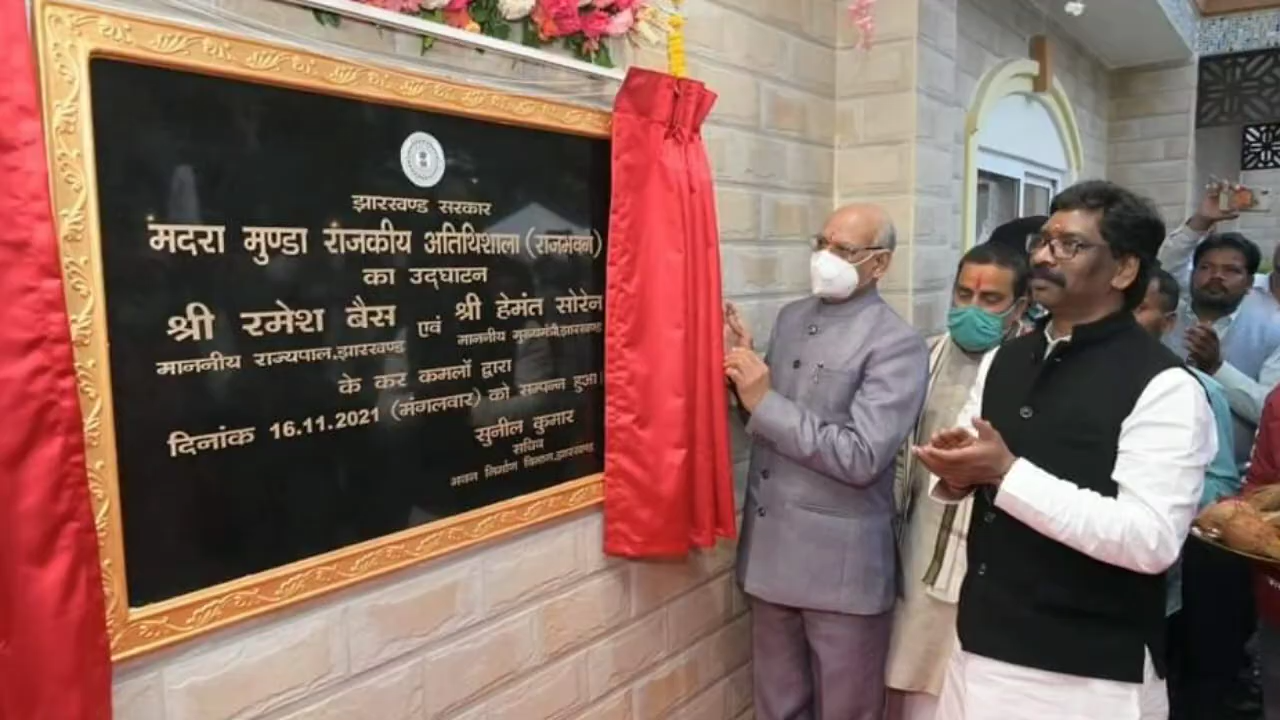 झारखण्ड सरकार
मदरा मुण्डा राजकीय अतिथिशाला (राजभवन)
का उद्घाटन
श्री रमेश बैस एवं श्री हेमंत सोरेन
माननीय राज्यपाल,झारखण्ड माननीय मुख्यमंत्री,झारखण्ड
के कर कमलों द्वारा
दिनांक 16.11.2021 (मंगलवार) को सम्पन्न हुआ।
सुनील कुमार
सचिव
भवन निर्माण विभाग,झारखण्ड